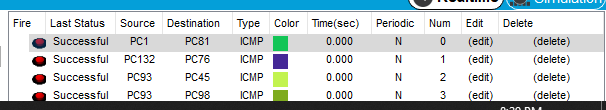 Realtime Simulation
Fire Last Status Source Destination Type Color Time(sec) Periodic Num Edit Delete
Successful PC1 PC81 ICMP 0.000 N 0 (edit) (delete)
Successful PC132 PC76 ICMP 0.000 N 1 (edit) (delete)
Successful PC93 PC45 ICMP 0.000 N 2 (edit) (delete)
Successful PC93 PC98 ICMP 0.000 N 3 (edit) (delete)